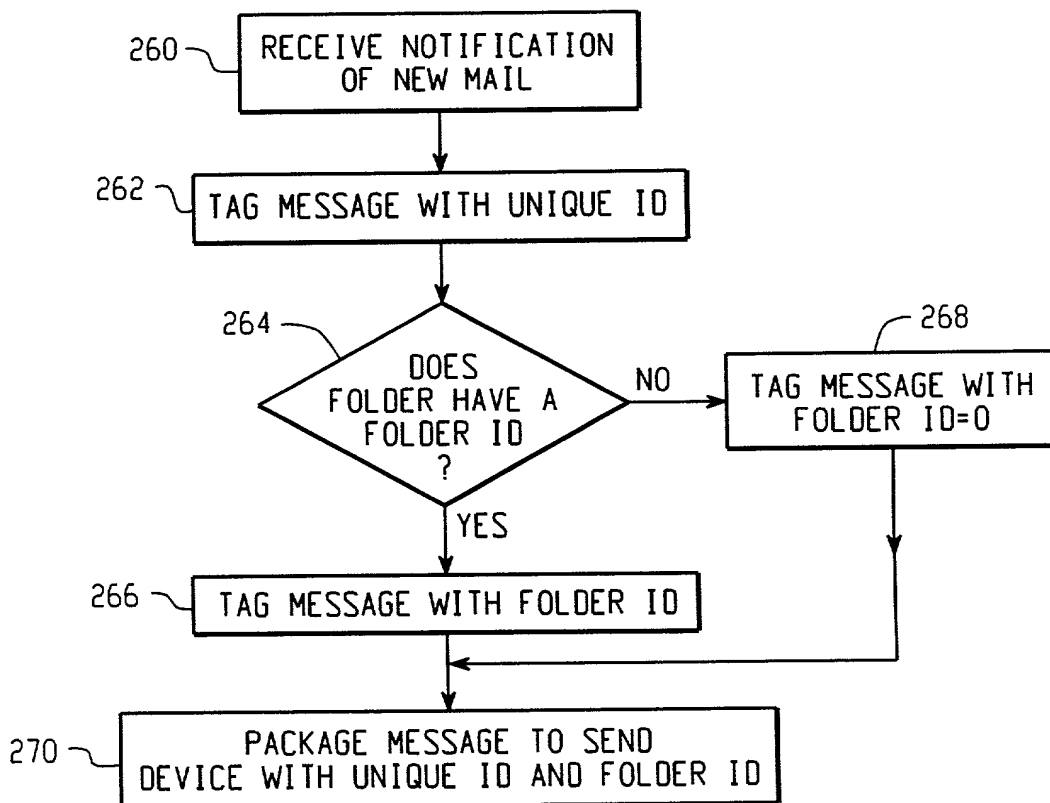 260
RECEIVE NOTIFICATION
OF NEW MAIL
262
TAG MESSAGE WITH UNIQUE ID
264
DOES
FOLDER HAVE A
FOLDER ID
?
NO
268
TAG MESSAGE WITH
FOLDER ID=0
YES
266
TAG MESSAGE WITH FOLDER ID
270
PACKAGE MESSAGE TO SEND
DEVICE WITH UNIQUE ID AND FOLDER ID